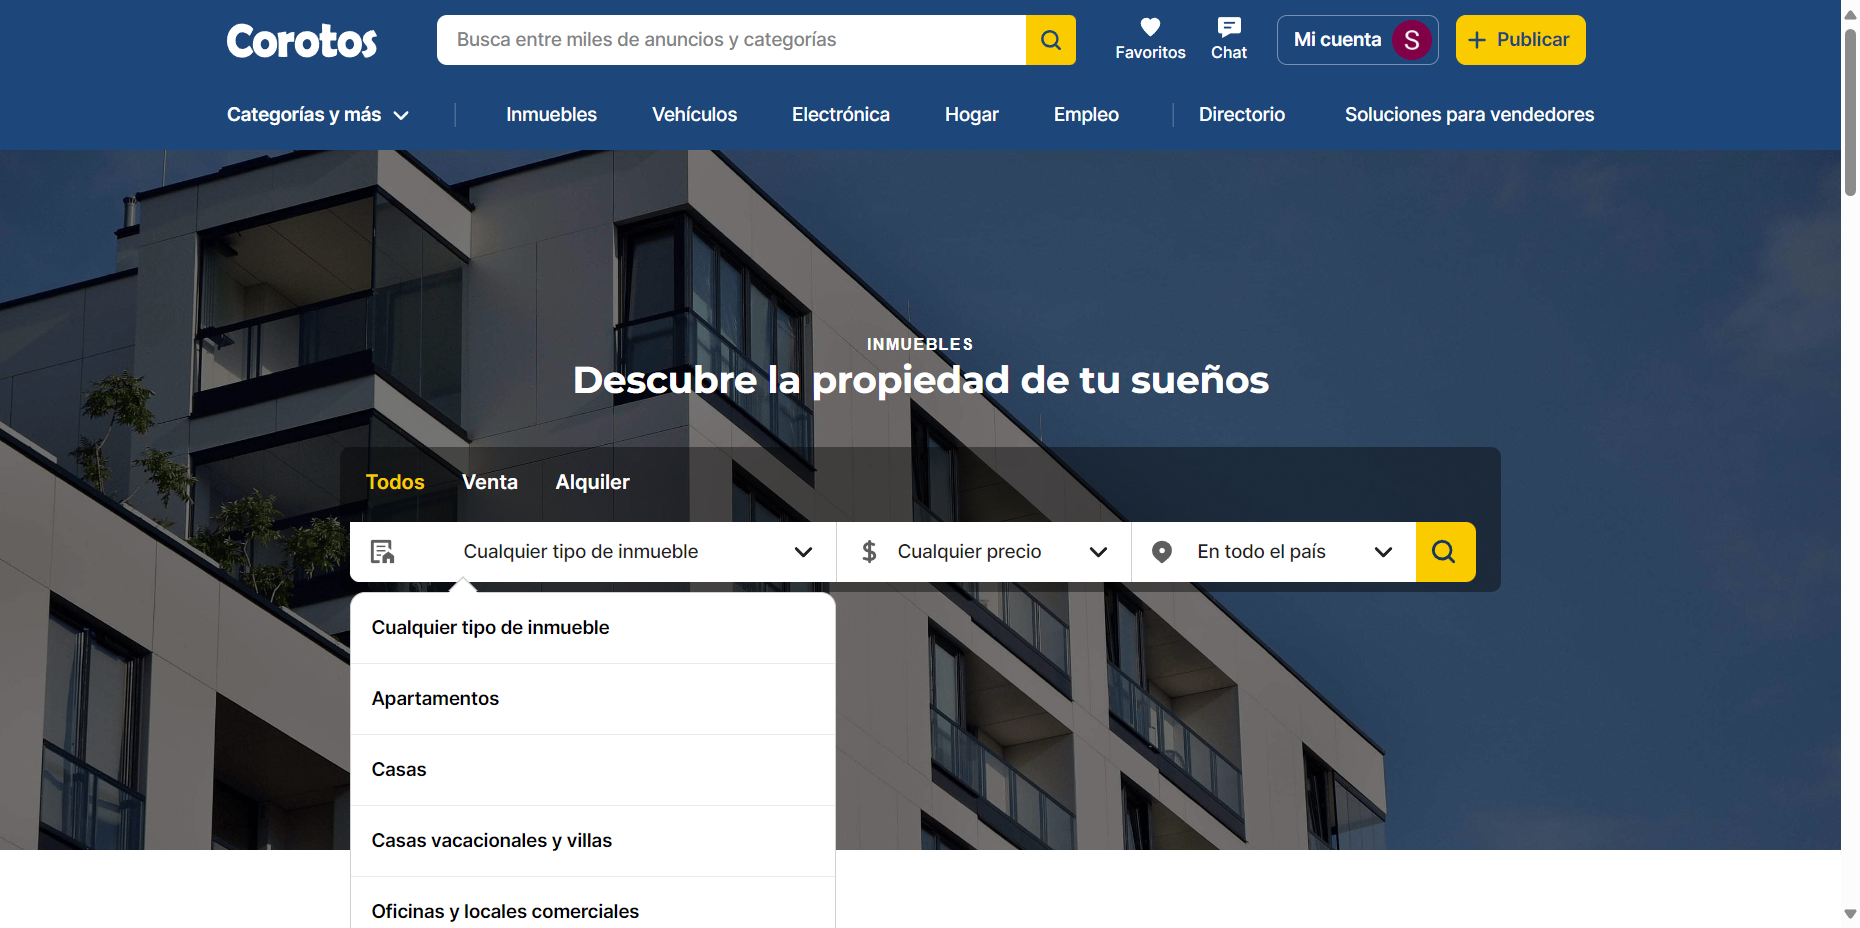 Corotos
Busca entre miles de anuncios y categorías
Favoritos
Chat
Mi cuenta
S
Publicar
Categorías y más
Inmuebles
Vehículos
Electrónica
Hogar
Empleo
Directorio
Soluciones para vendedores
INMUEBLES
Descubre la propiedad de tu sueños
Todos
Venta
Alquiler
Cualquier tipo de inmueble
$ Cualquier precio
En todo el país
Cualquier tipo de inmueble
Apartamentos
Casas
Casas vacacionales y villas
Oficinas y locales comerciales